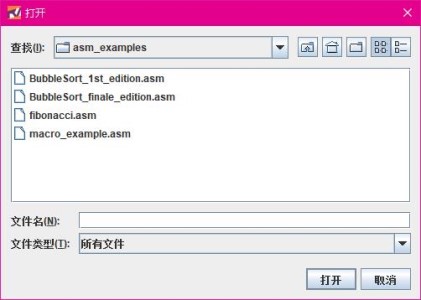 打开
查找(I):
asm_examples
BubbleSort_1st_edition.asm
BubbleSort_finale_edition.asm
fibonacci.asm
macro_example.asm
文件名(N):
文件类型(T): 所有文件
打开 取消